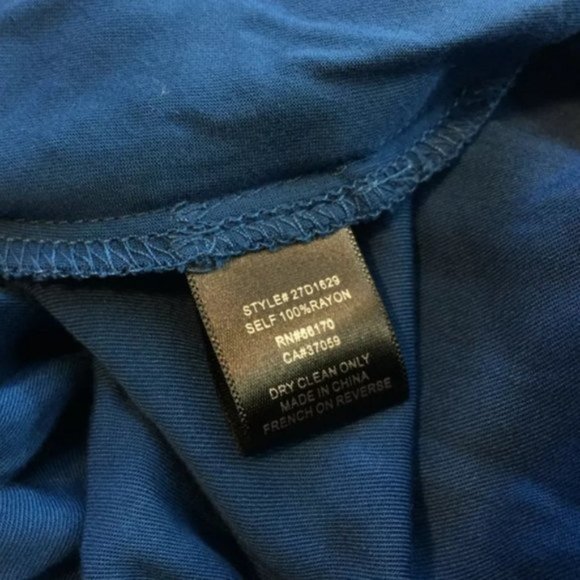 STYLE# 27D1629
SELF 100%RAYON
RN#66170
CA#37059
DRY CLEAN ONLY
MADE IN CHINA
FRENCH ON REVERSE